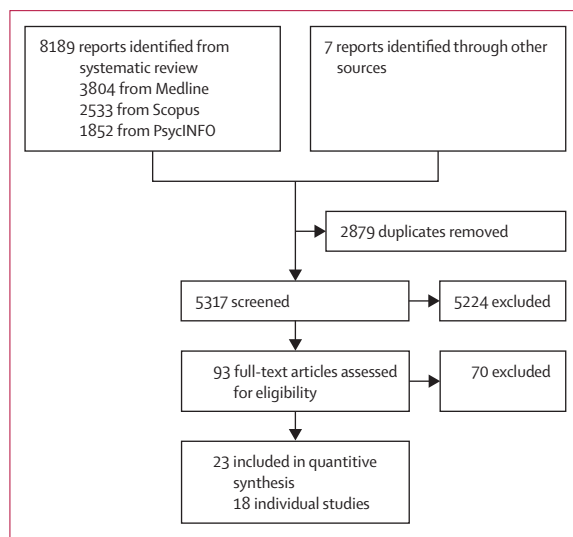 8189 reports identified from
systematic review
3804 from Medline
2533 from Scopus
1852 from PsycINFO
7 reports identified through other
sources
2879 duplicates removed
5317 screened
5224 excluded
93 full-text articles assessed
for eligibility
70 excluded
23 included in quantitive
synthesis
18 individual studies